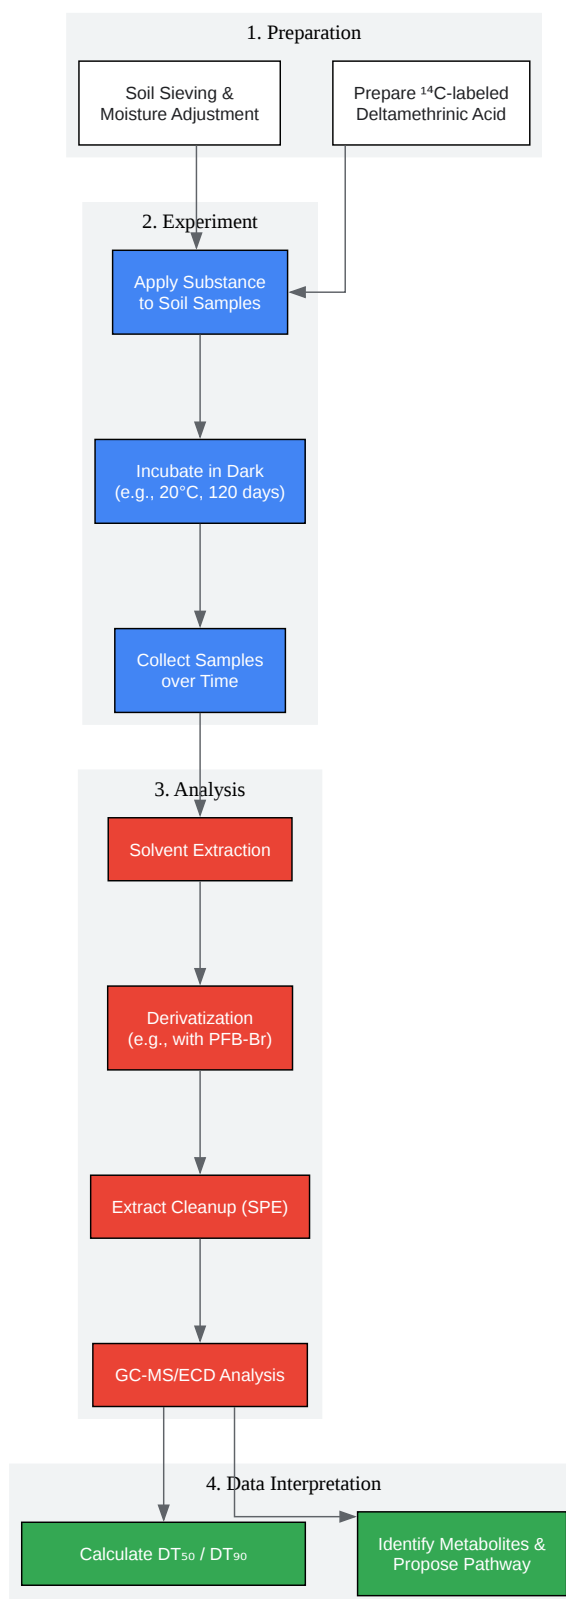 1. Preparation
Soil Sieving &
Moisture Adjustment
Prepare ¹⁴C-labeled
Deltamethrinic Acid
2. Experiment
Apply Substance
to Soil Samples
Incubate in Dark
(e.g., 20°C, 120 days)
Collect Samples
over Time
3. Analysis
Solvent Extraction
Derivatization
(e.g., with PFB-Br)
Extract Cleanup (SPE)
GC-MS/ECD Analysis
4. Data Interpretation
Calculate DT₅₀ / DT₉₀
Identify Metabolites &
Propose Pathway